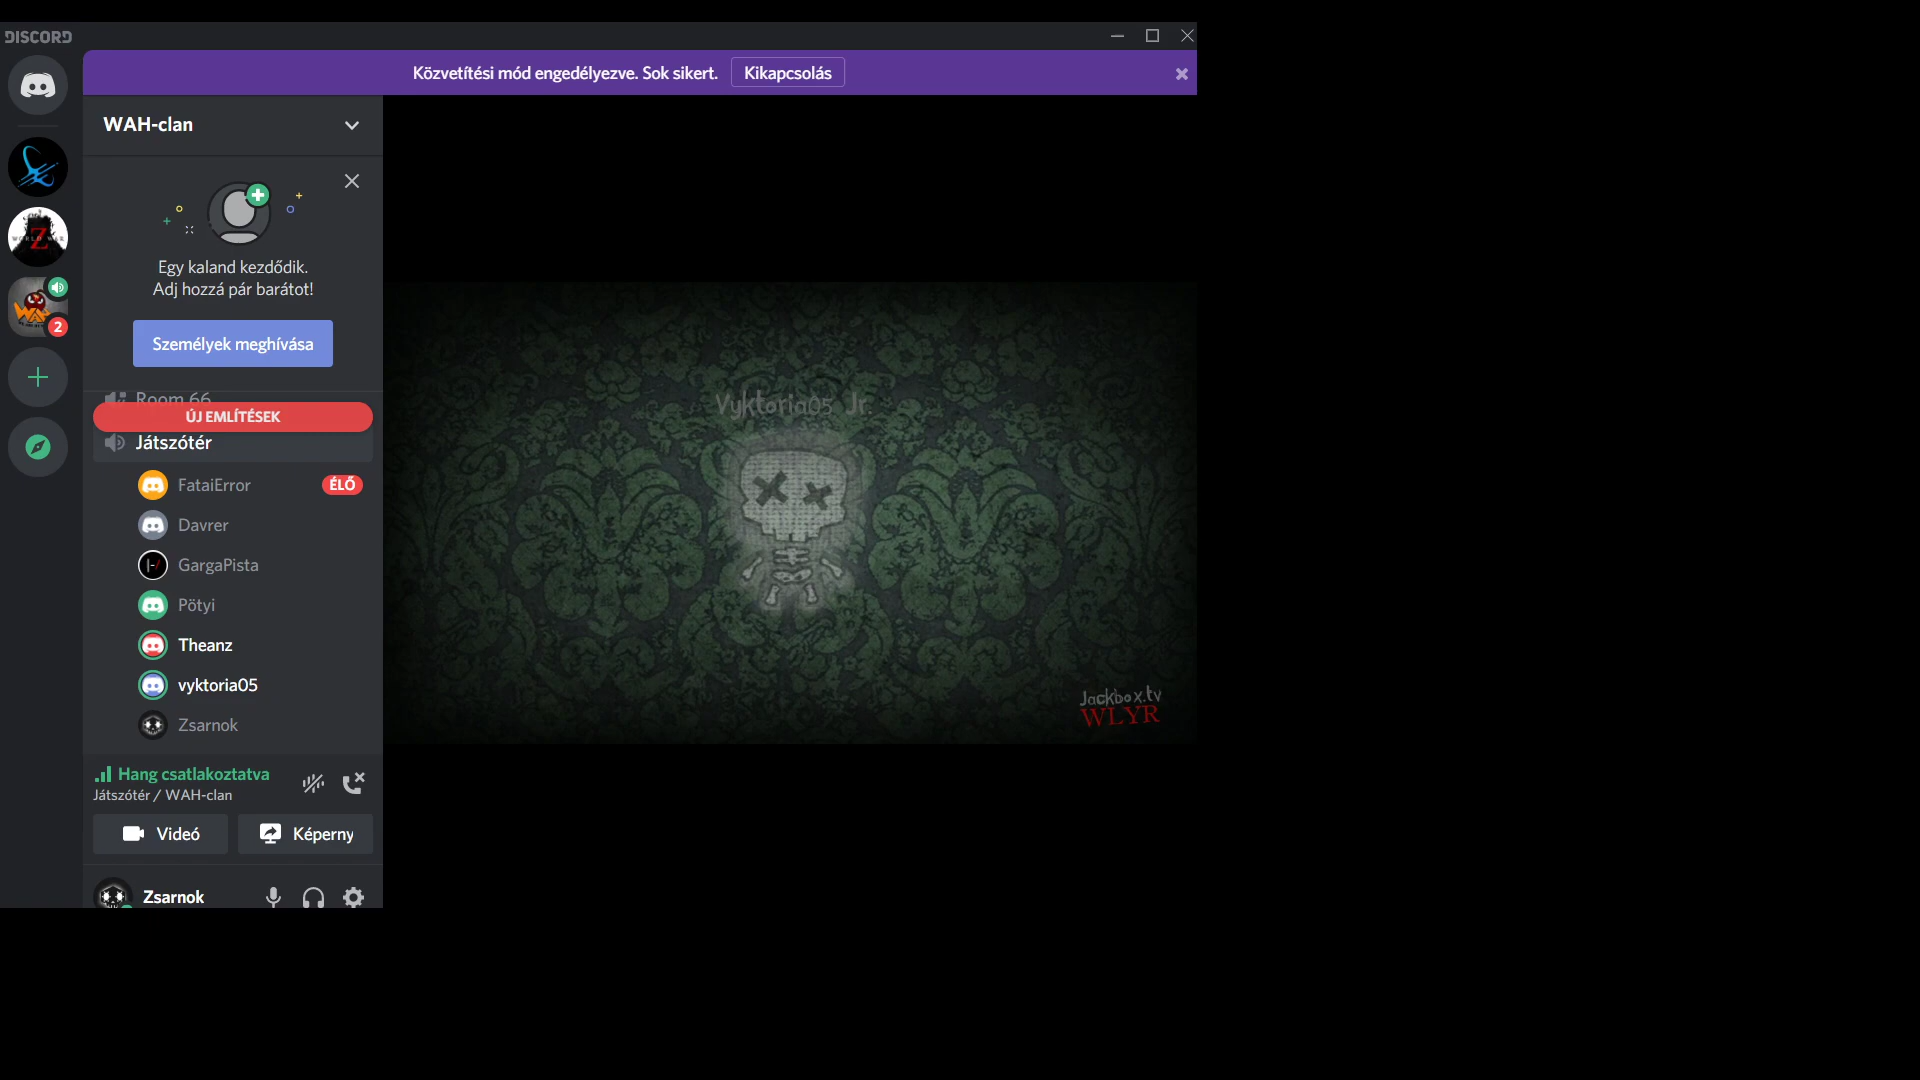 DISCORD
Közvetítési mód engedélyezve. Sok sikert.
Kikapcsolás
WAH-clan
Egy kaland kezdődik.
Adj hozzá pár barátot!
Személyek meghívása
2
Room 66
ÚJ EMLÍTÉSEK
Játszótér
FataiError
ÉLŐ
Davrer
GargaPista
Pötyi
Theanz
vyktoria05
Zsarnok
Hang csatlakoztatva
Játszótér / WAH-clan
Videó
Képerny
Zsarnok
Vyktoria05 Jr.
Jackbox.tv
WLYR